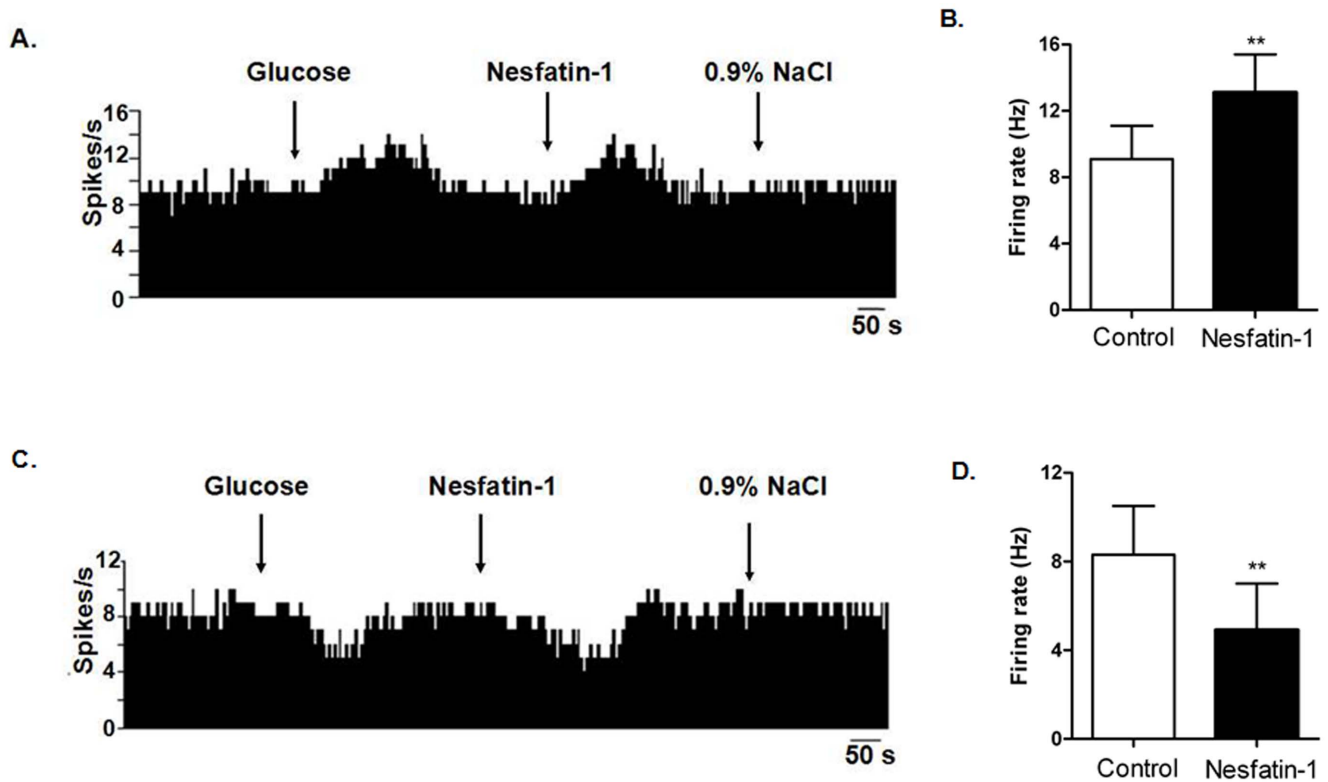 A.
Glucose
Nesfatin-1
0.9% NaCl
Spikes/s
16
12
8
4
0
50 s
B.
**
Firing rate (Hz)
16
12
8
4
0
Control
Nesfatin-1
C.
Glucose
Nesfatin-1
0.9% NaCl
Spikes/s
12
8
4
0
50 s
D.
**
Firing rate (Hz)
12
8
4
0
Control
Nesfatin-1